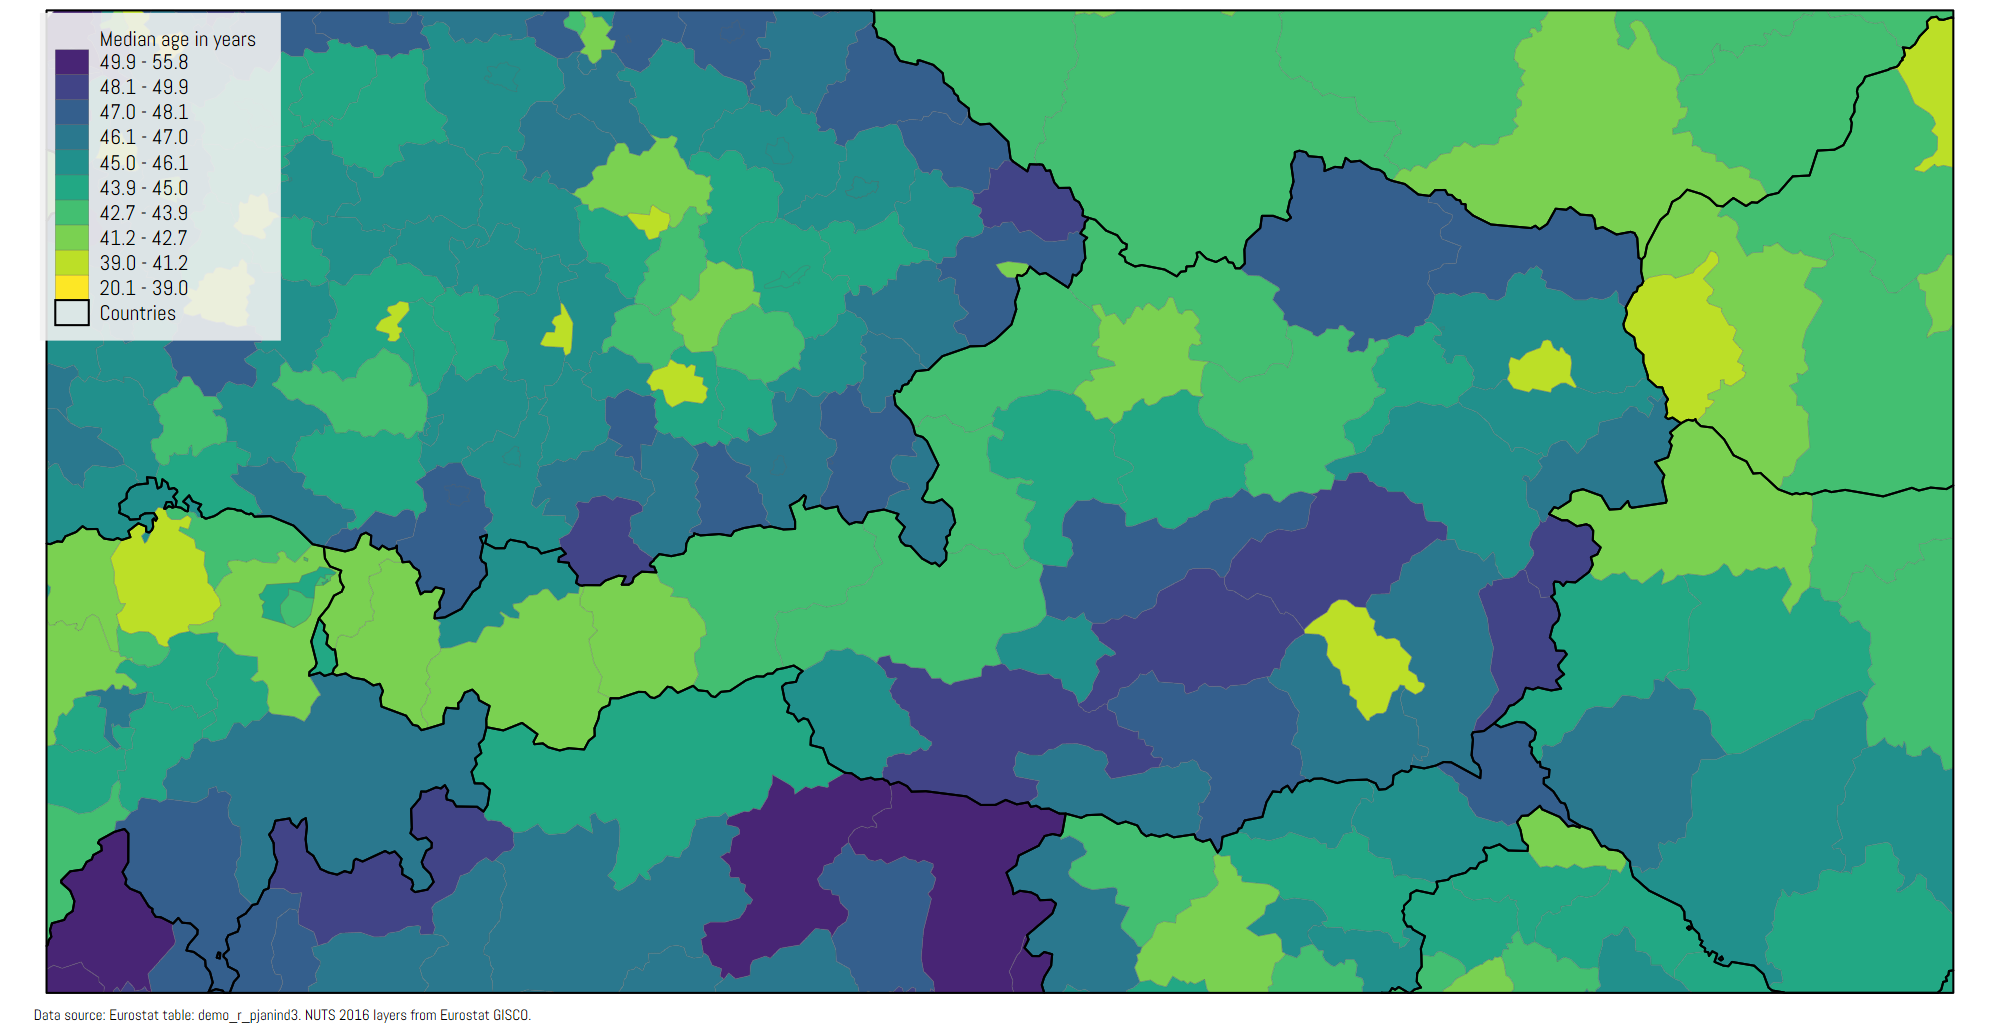 Median age in years
49.9 - 55.8
48.1 - 49.9
47.0 - 48.1
46.1 - 47.0
45.0 - 46.1
43.9 - 45.0
42.7 - 43.9
41.2 - 42.7
39.0 - 41.2
20.1 - 39.0
Countries
Data source: Eurostat table: demo_r_pjanind3. NUTS 2016 layers from Eurostat GISCO.